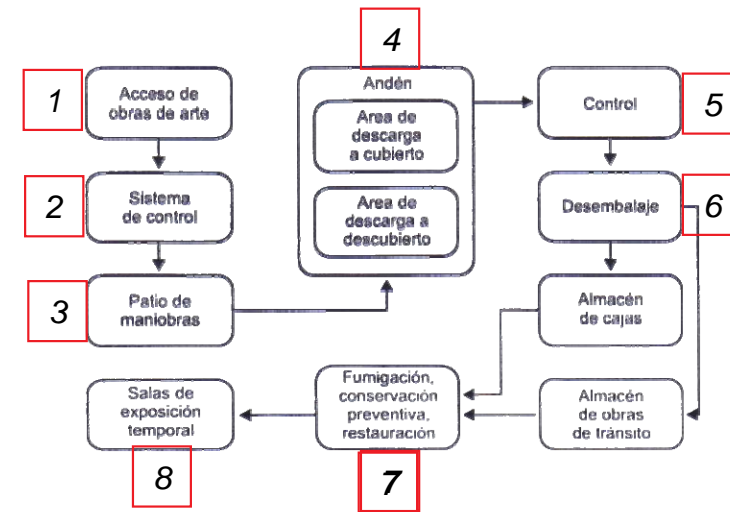 1
Acceso de
obras de arte
2
Sistema
de control
3
Patio de
maniobras
4
Andén
Area de
descarga
a cubierto
Area de
descarga a
descubierto
5
Control
6
Desembalaje
Almacén
de cajas
Almacén
de obras
de tránsito
Fumigación,
conservación
preventiva,
restauración
7
Salas de
exposición
temporal
8